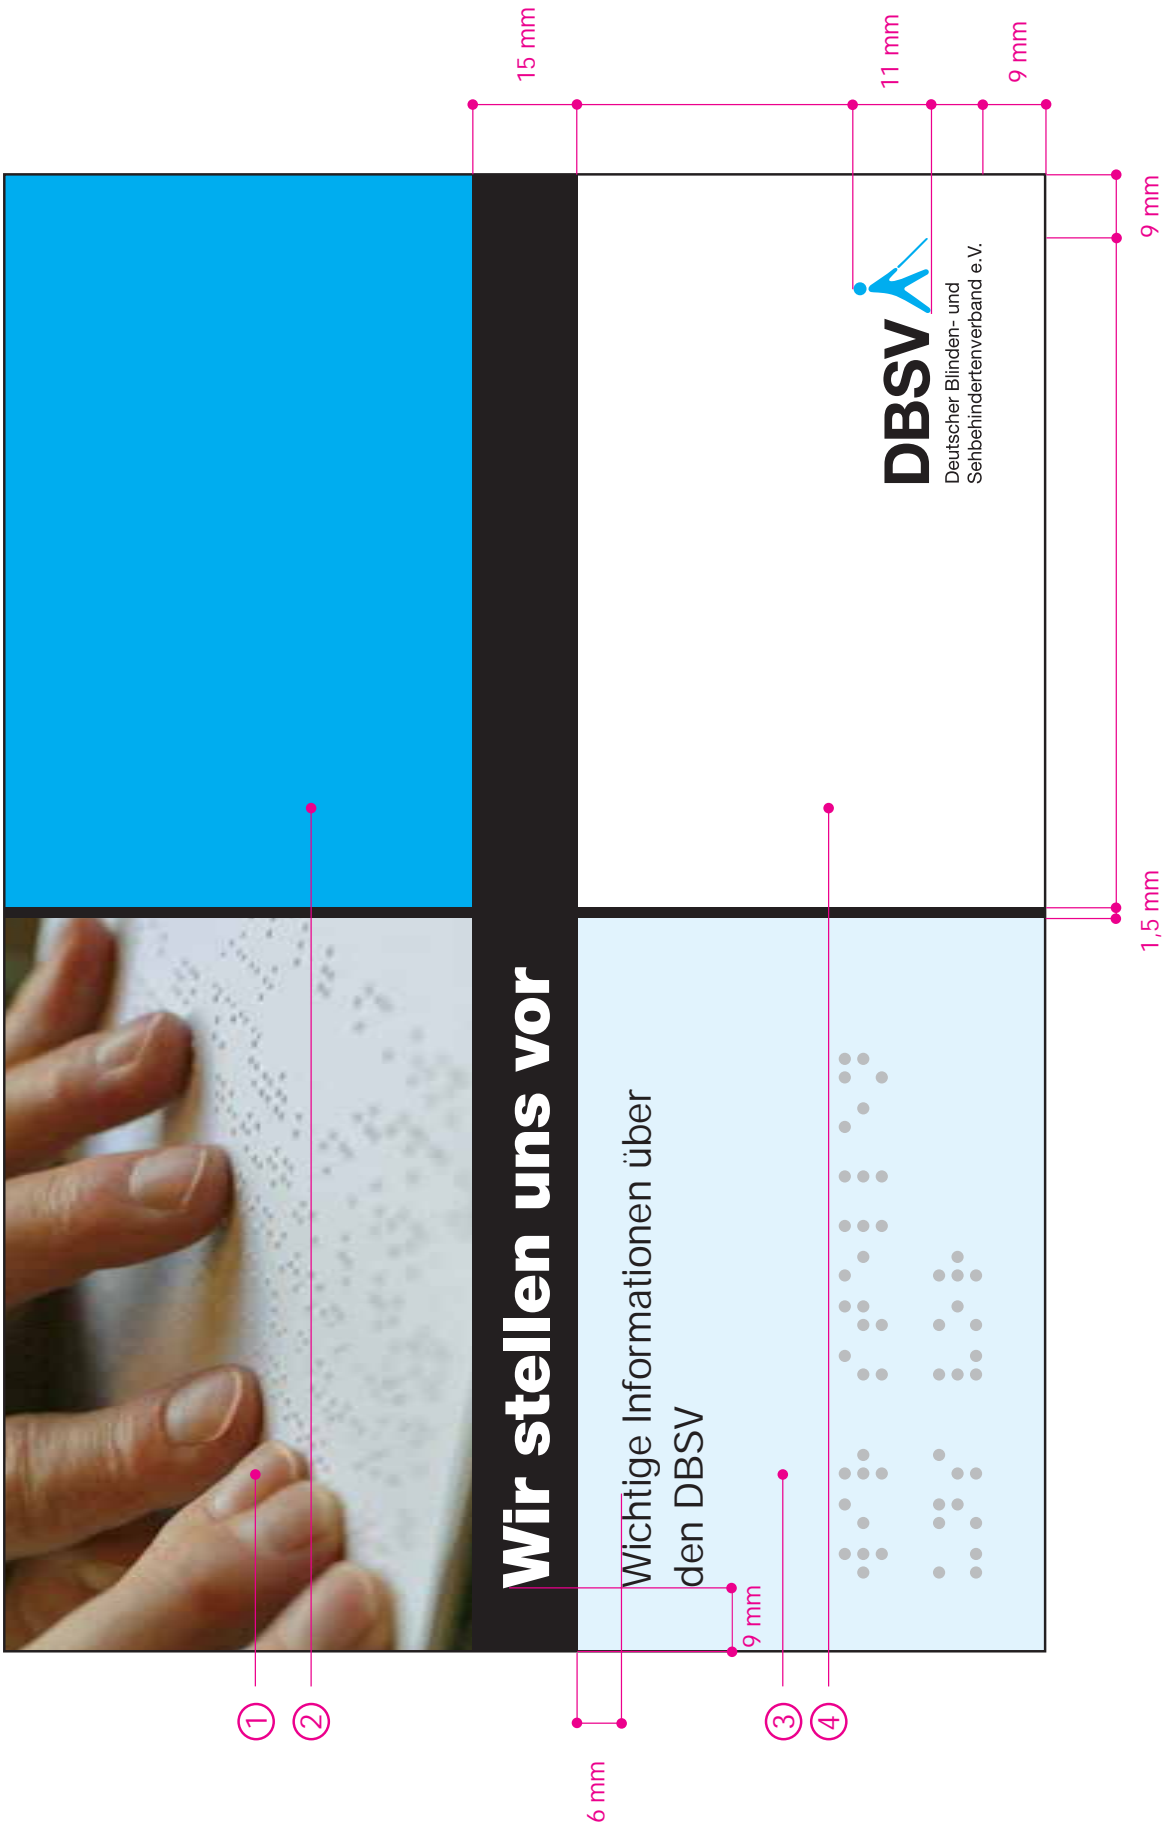 ①
②
15 mm
Wir stellen uns vor
6 mm
Wichtige Informationen über
den DBSV
9 mm
③
④
⠺⠊⠗ ⠎⠞⠑⠇⠇⠑⠝
⠥⠙⠎ ⠧⠕⠗
11 mm
DBSV
Deutscher Blinden- und
Sehbehindertenverband e.V.
9 mm
1,5 mm
9 mm